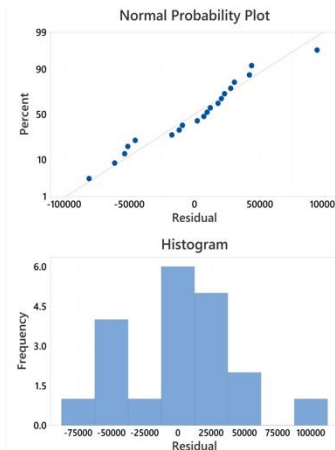 Normal Probability Plot
99
90
50
10
1
Percent
-100000 -50000 0 50000 10000
Residual
Histogram
6.0
4.5
3.0
1.5
0.0
Frequency
-75000 -50000 -25000 0 25000 50000 75000 100000
Residual